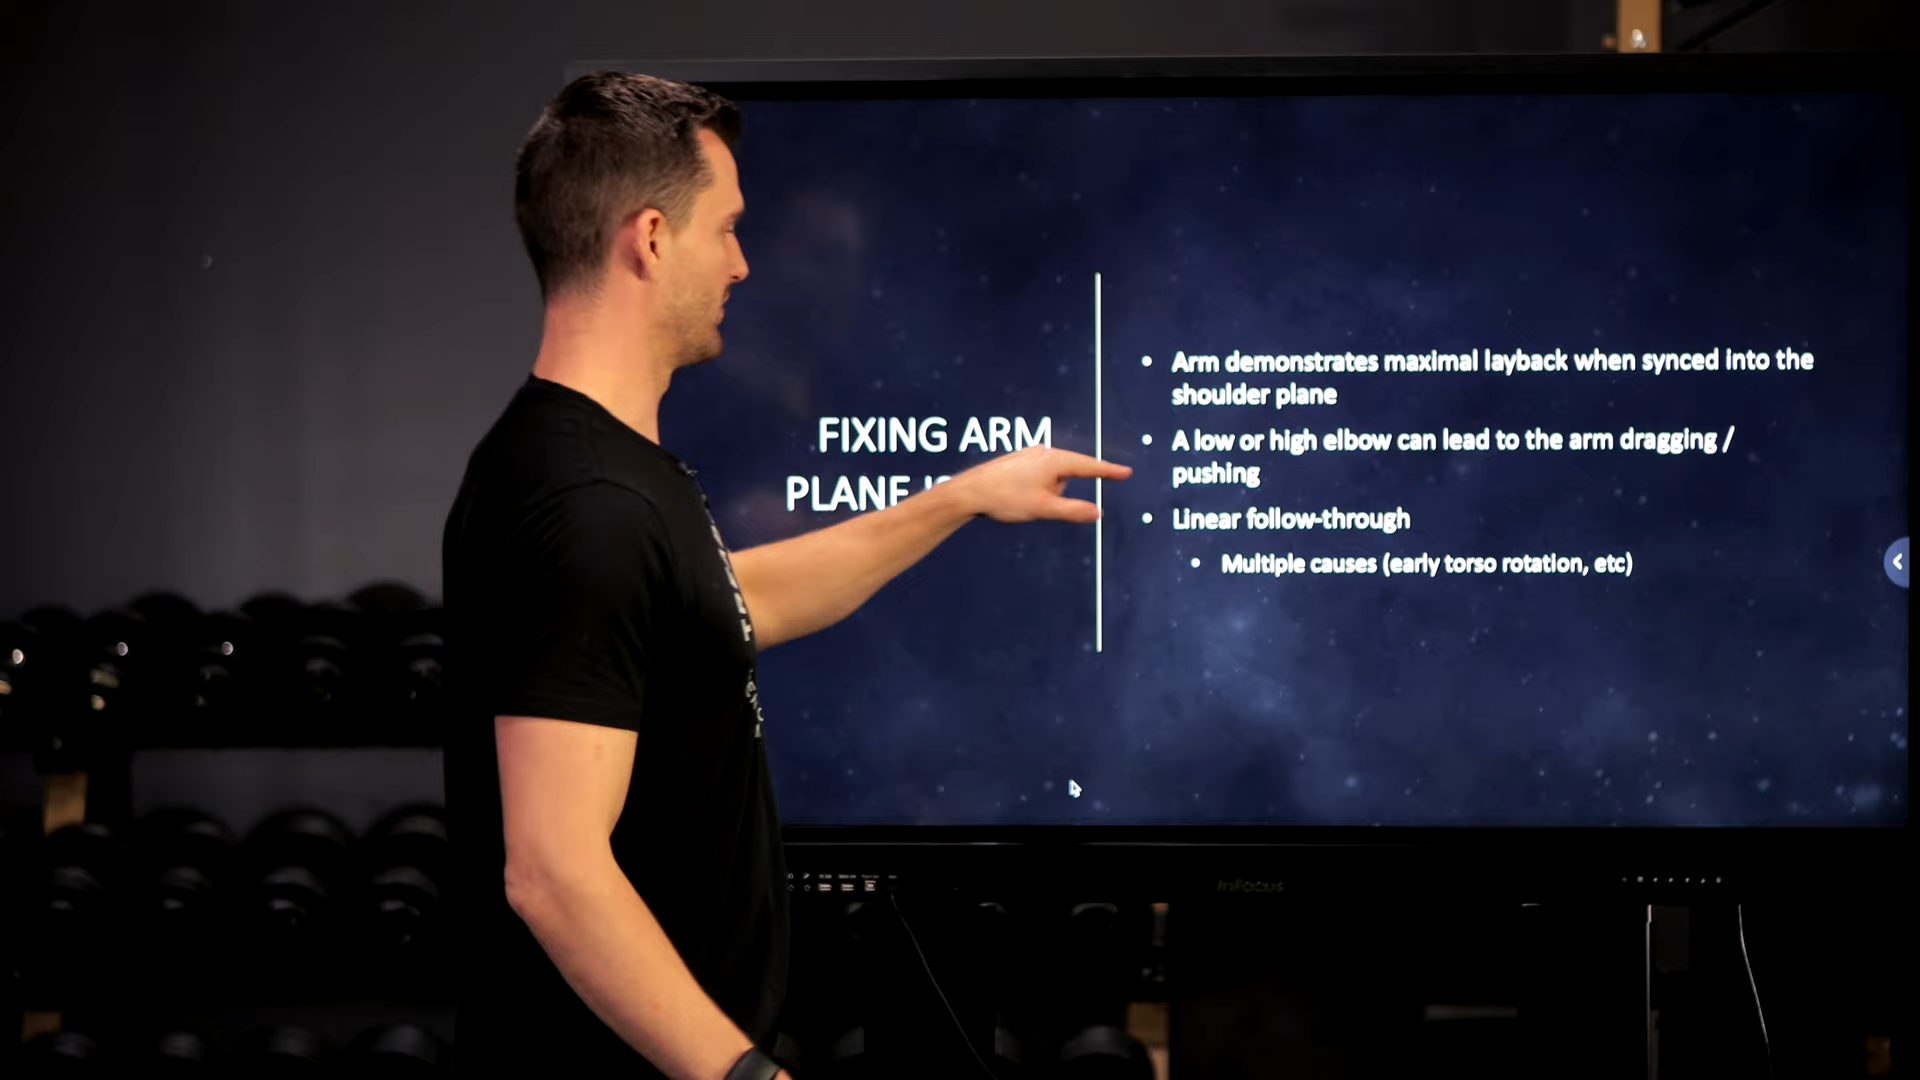 FIXING ARM
PLANE
Arm demonstrates maximal layback when synced into the
shoulder plane
A low or high elbow can lead to the arm dragging /
pushing
Linear follow-through
Multiple causes (early torso rotation, etc)
InFocus